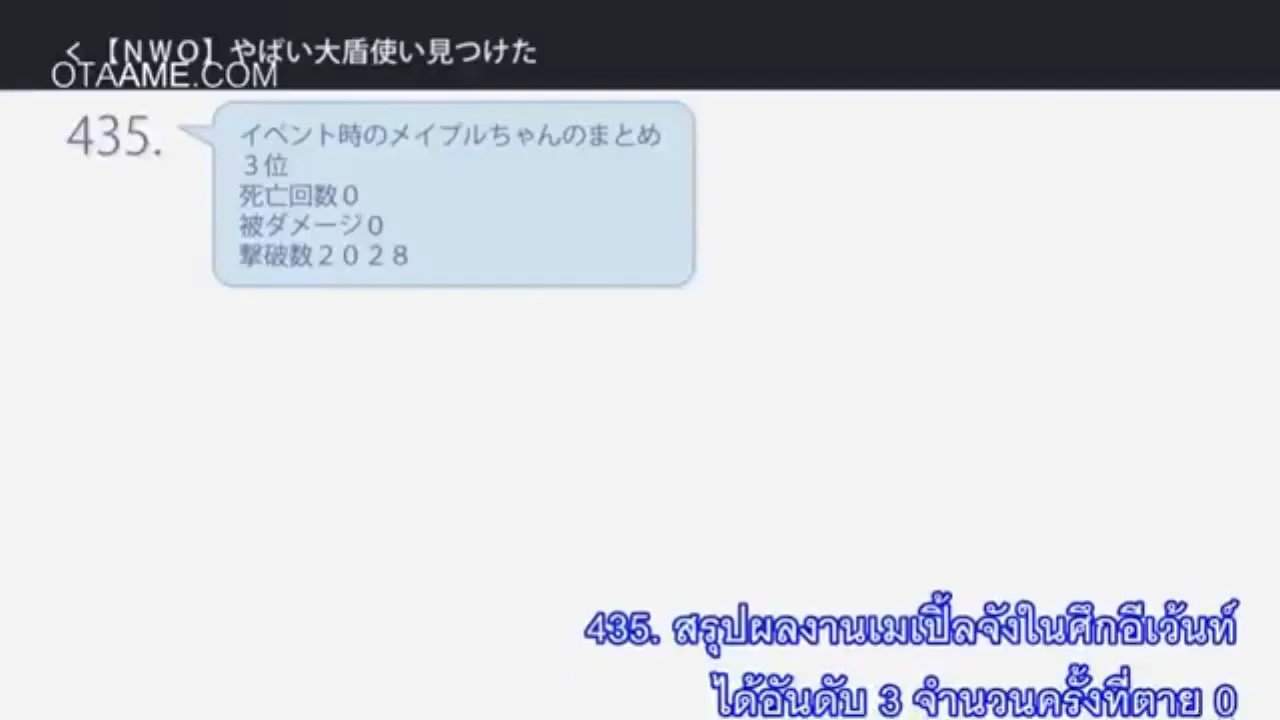 < 【ＮＷＯ】やばい大盾使い見つけた
OTAAME.COM
435.
イベント時のメイプルちゃんのまとめ
３位
死亡回数０
被ダメージ０
撃破数２０２８
435. สรุปผลงานเมเปิ้ลจังในศึกอีเว้นท์
ได้อันดับ 3 จำนวนครั้งที่ตาย 0